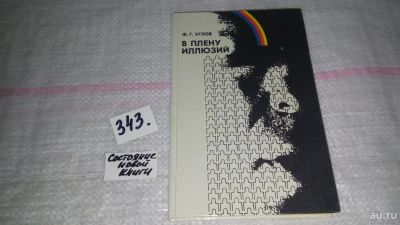 Ф. Г. УГЛОВ
В ПЛЕНУ
ИЛЛЮЗИЙ
343.
Состояние
новой
книги
au.ru